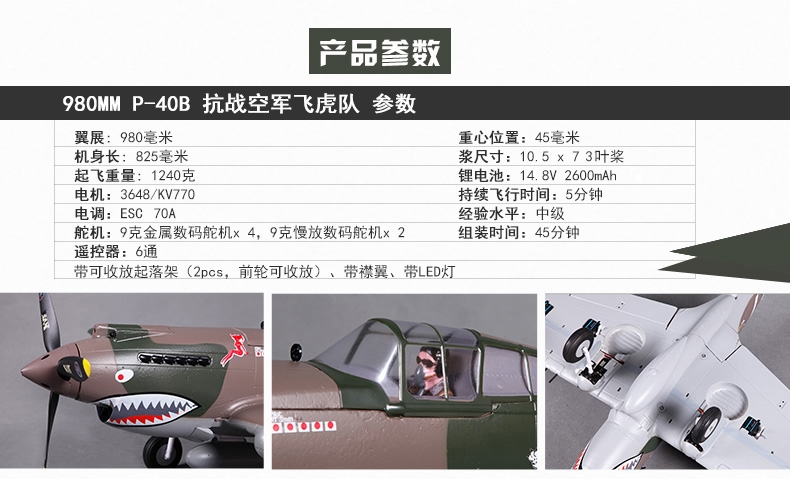 产品参数
980MM P-40B 抗战空军飞虎队 参数
翼展：980毫米
重心位置：45毫米
机身长：825毫米
浆尺寸：10.5 x 7 3叶桨
起飞重量：1240克
锂电池：14.8V 2600mAh
电机：3648/KV770
持续飞行时间：5分钟
电调：ESC 70A
经验水平：中级
舵机：9克金属数码舵机x 4，9克慢放数码舵机x 2
组装时间：45分钟
遥控器：6通
带可收放起落架（2pcs，前轮可收放）、带襟翼、带LED灯